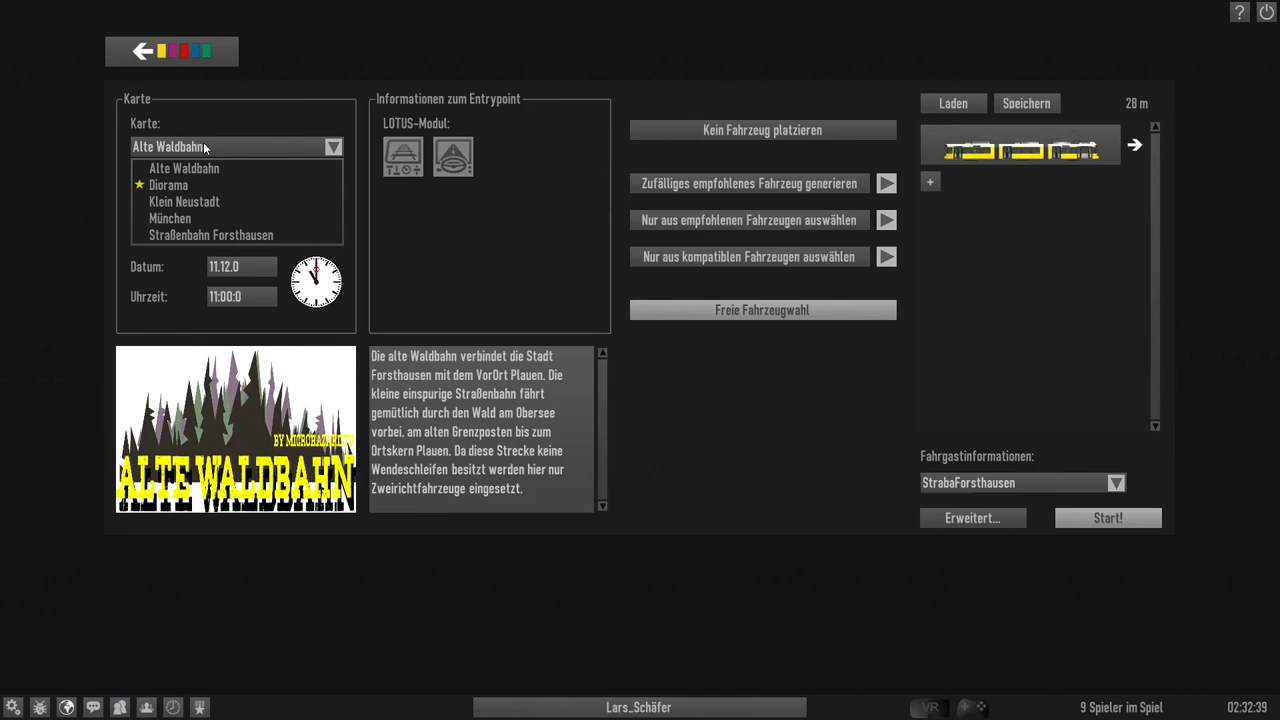 ?
Karte
Karte:
Alte Waldbahn
Alte Waldbahn
Diorama
Klein Neustadt
München
Straßenbahn Forsthausen
Datum:
11.12.0
Uhrzeit:
11:00:0
Informationen zum Entrypoint
LOTUS-Modul:
Kein Fahrzeug platzieren
Zufälliges empfohlenes Fahrzeug generieren
Nur aus empfohlenen Fahrzeugen auswählen
Nur aus kompatiblen Fahrzeugen auswählen
Freie Fahrzeugwahl
Laden
Speichern
28 m
+
BY MICROHAZARD TV
ALTE WALDBAHN
Die alte Waldbahn verbindet die Stadt
Forsthausen mit dem VorOrt Plauen. Die
kleine einspurige Straßenbahn fährt
gemütlich durch den Wald am Obersee
vorbei, am alten Grenzposten bis zum
Ortskern Plauen. Da diese Strecke keine
Wendeschleifen besitzt werden hier nur
Zweirichtfahrzeuge eingesetzt.
Fahrgastinformationen:
StrabaForsthausen
Erweitert...
Start!
Lars_Schäfer
VR
9 Spieler im Spiel
02:32:39